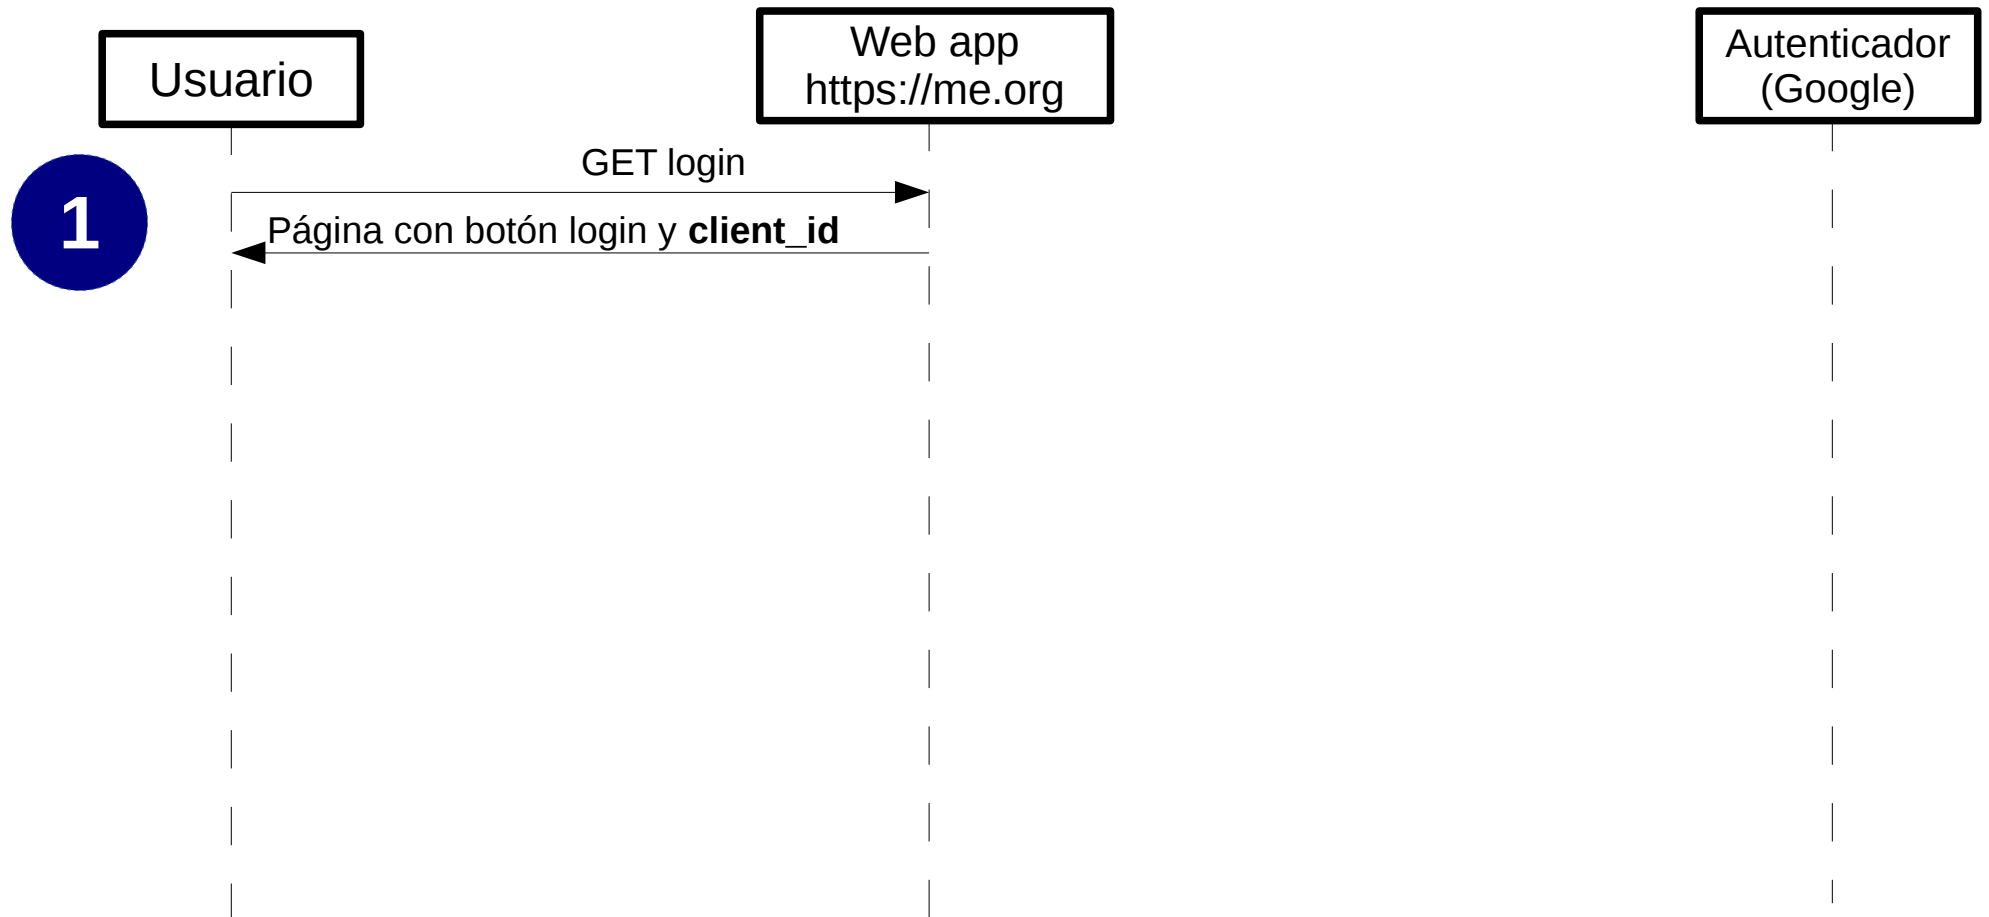 Usuario
Web app
https://me.org
Autenticador
(Google)
1
GET login
Página con botón login y client_id